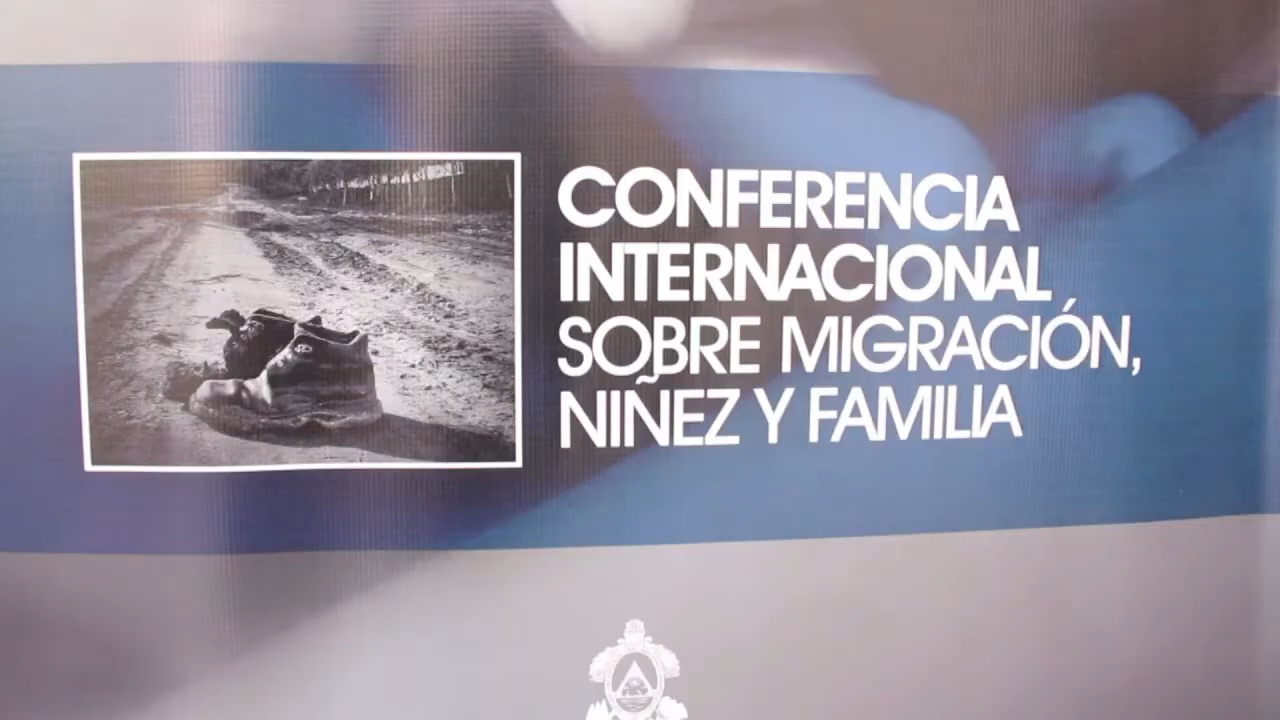 CONFERENCIA
INTERNACIONAL
SOBRE MIGRACIÓN,
NIÑEZ Y FAMILIA